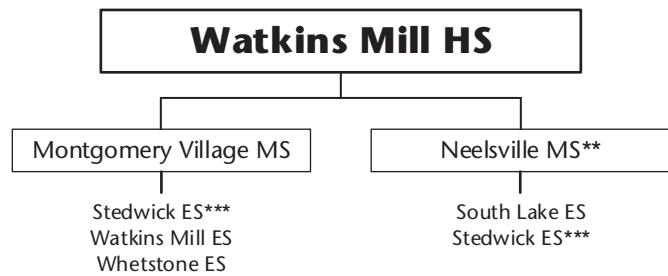 Watkins Mill HS
Montgomery Village MS
Neelsville MS**
Stedwick ES***
Watkins Mill ES
Whetstone ES
South Lake ES
Stedwick ES***